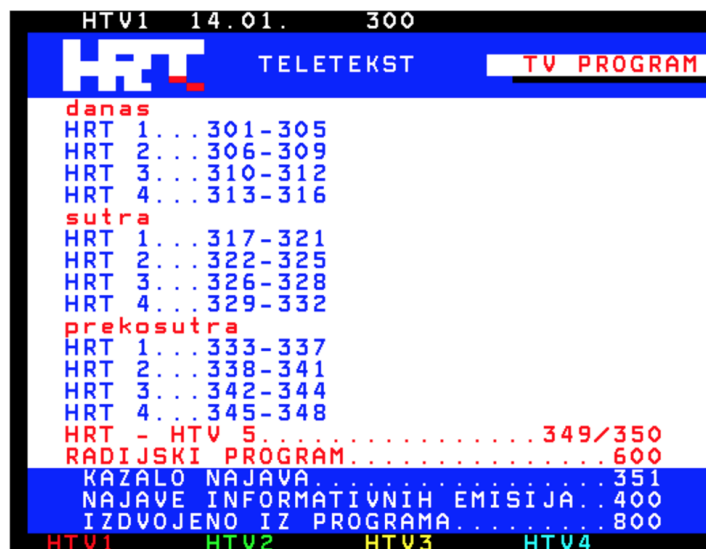 HTV1 14.01. 300
HRT TELETEKST TV PROGRAM
danas
HRT 1...301-305
HRT 2...306-309
HRT 3...310-312
HRT 4...313-316
sutra
HRT 1...317-321
HRT 2...322-325
HRT 3...326-328
HRT 4...329-332
prekosutra
HRT 1...333-337
HRT 2...338-341
HRT 3...342-344
HRT 4...345-348
HRT - HTV 5................349/350
RADIJSKI PROGRAM...............600
KAZALO NAJAVA.................351
NAJAVE INFORMATIVNIH EMISIJA..400
IZDVOJENO IZ PROGRAMA.........800
HTV1 HTV2 HTV3 HTV4